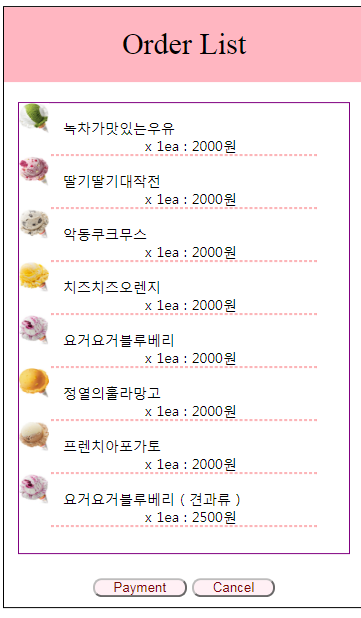 Order List
녹차가맛있는우유
x 1ea : 2000원
딸기딸기대작전
x 1ea : 2000원
악동쿠크무스
x 1ea : 2000원
치즈치즈오렌지
x 1ea : 2000원
요거요거블루베리
x 1ea : 2000원
정열의훌라망고
x 1ea : 2000원
프렌치아포가토
x 1ea : 2000원
요거요거블루베리 ( 견과류 )
x 1ea : 2500원
Payment Cancel